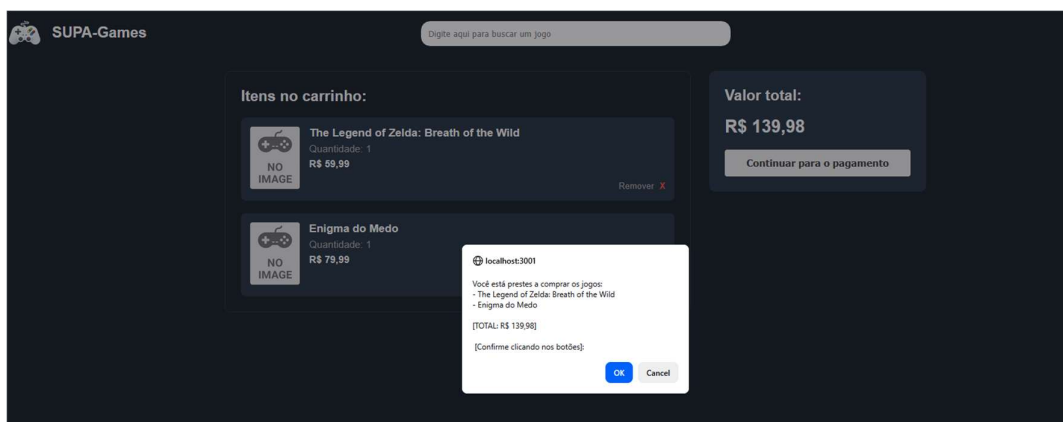 SUPA-Games
Digite aqui para buscar um jogo
Itens no carrinho:
NO
IMAGE
The Legend of Zelda: Breath of the Wild
Quantidade: 1
R$ 59,99
Remover X
NO
IMAGE
Enigma do Medo
Quantidade: 1
R$ 79,99
Valor total:
R$ 139,98
Continuar para o pagamento
localhost:3001
Você está prestes a comprar os jogos:
- The Legend of Zelda: Breath of the Wild
- Enigma do Medo
[TOTAL: R$ 139,98]
[Confirme clicando nos botões]:
OK
Cancel